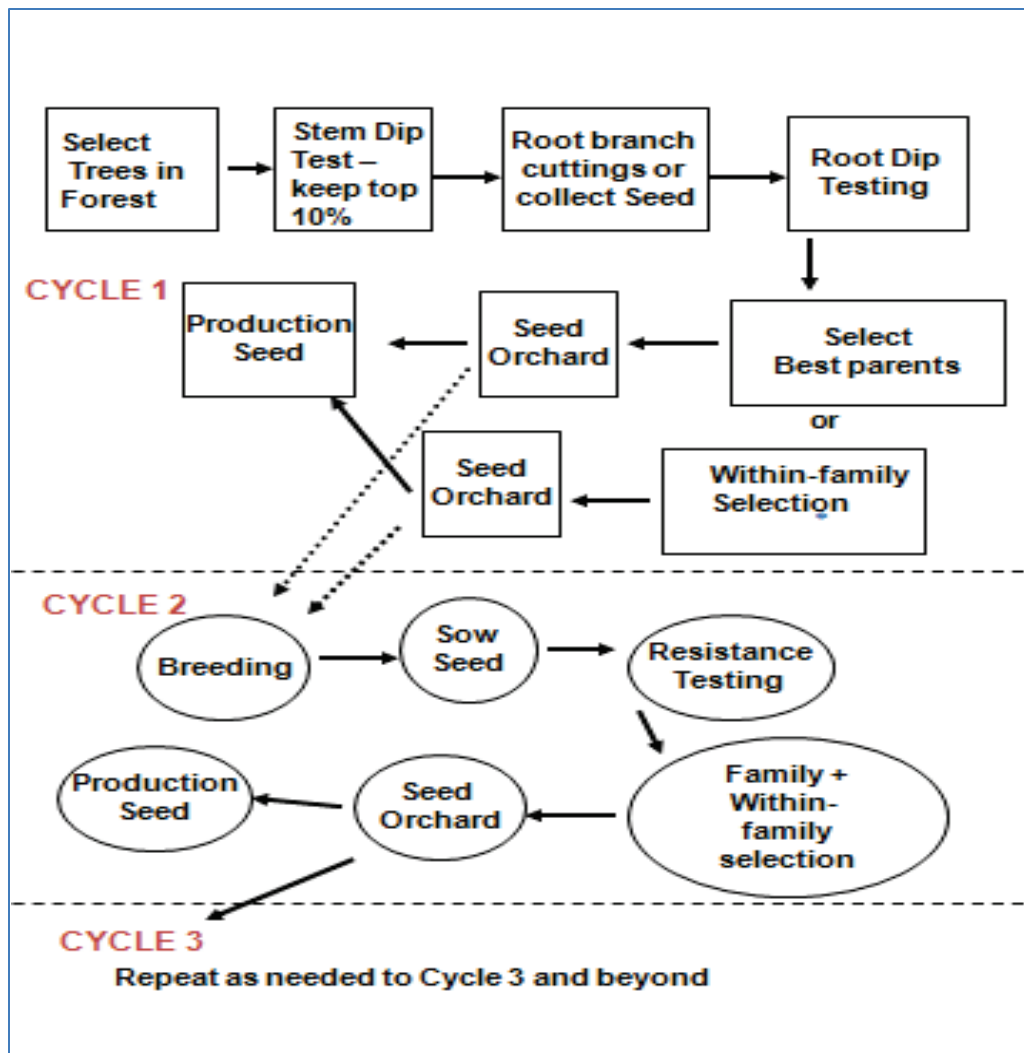 Select
Trees in
Forest
Stem Dip
Test –
keep top
10%
Root branch
cuttings or
collect Seed
Root Dip
Testing
CYCLE 1
Production
Seed
Seed
Orchard
Select
Best parents
or
Seed
Orchard
Within-family
Selection
CYCLE 2
Breeding
Sow
Seed
Resistance
Testing
Production
Seed
Seed
Orchard
Family +
Within-
family
selection
CYCLE 3
Repeat as needed to Cycle 3 and beyond